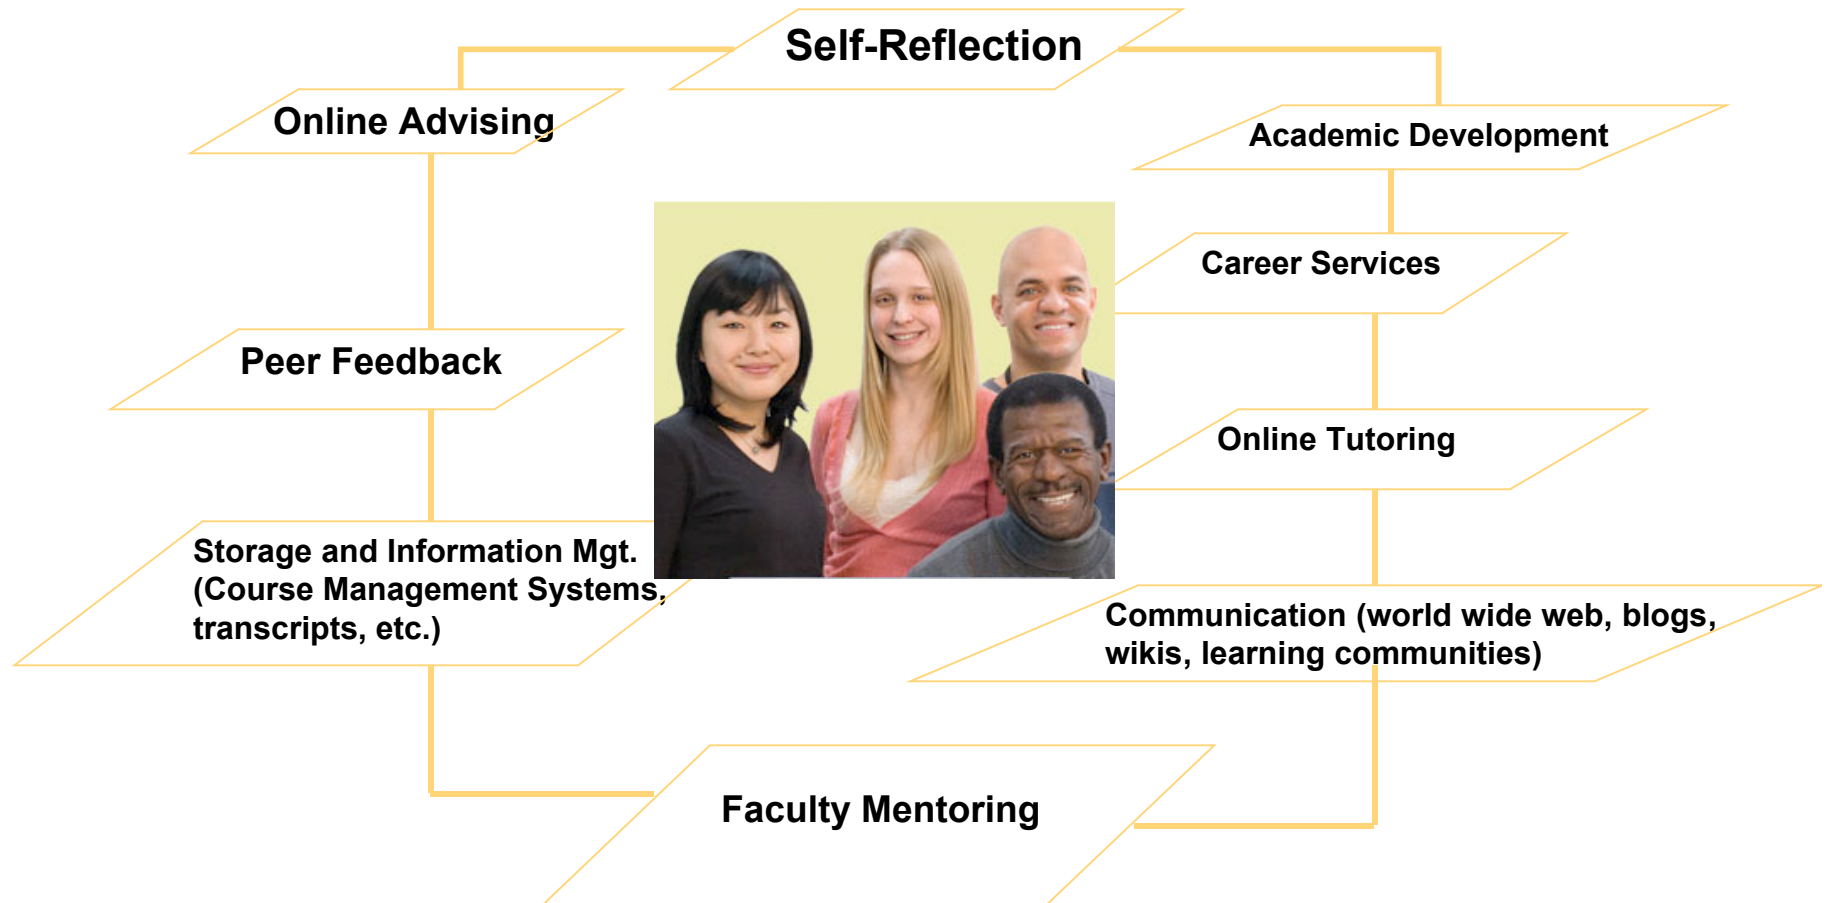 Self-Reflection
Online Advising
Academic Development
Career Services
Peer Feedback
Online Tutoring
Storage and Information Mgt.
(Course Management Systems,
transcripts, etc.)
Communication (world wide web, blogs,
wikis, learning communities)
Faculty Mentoring